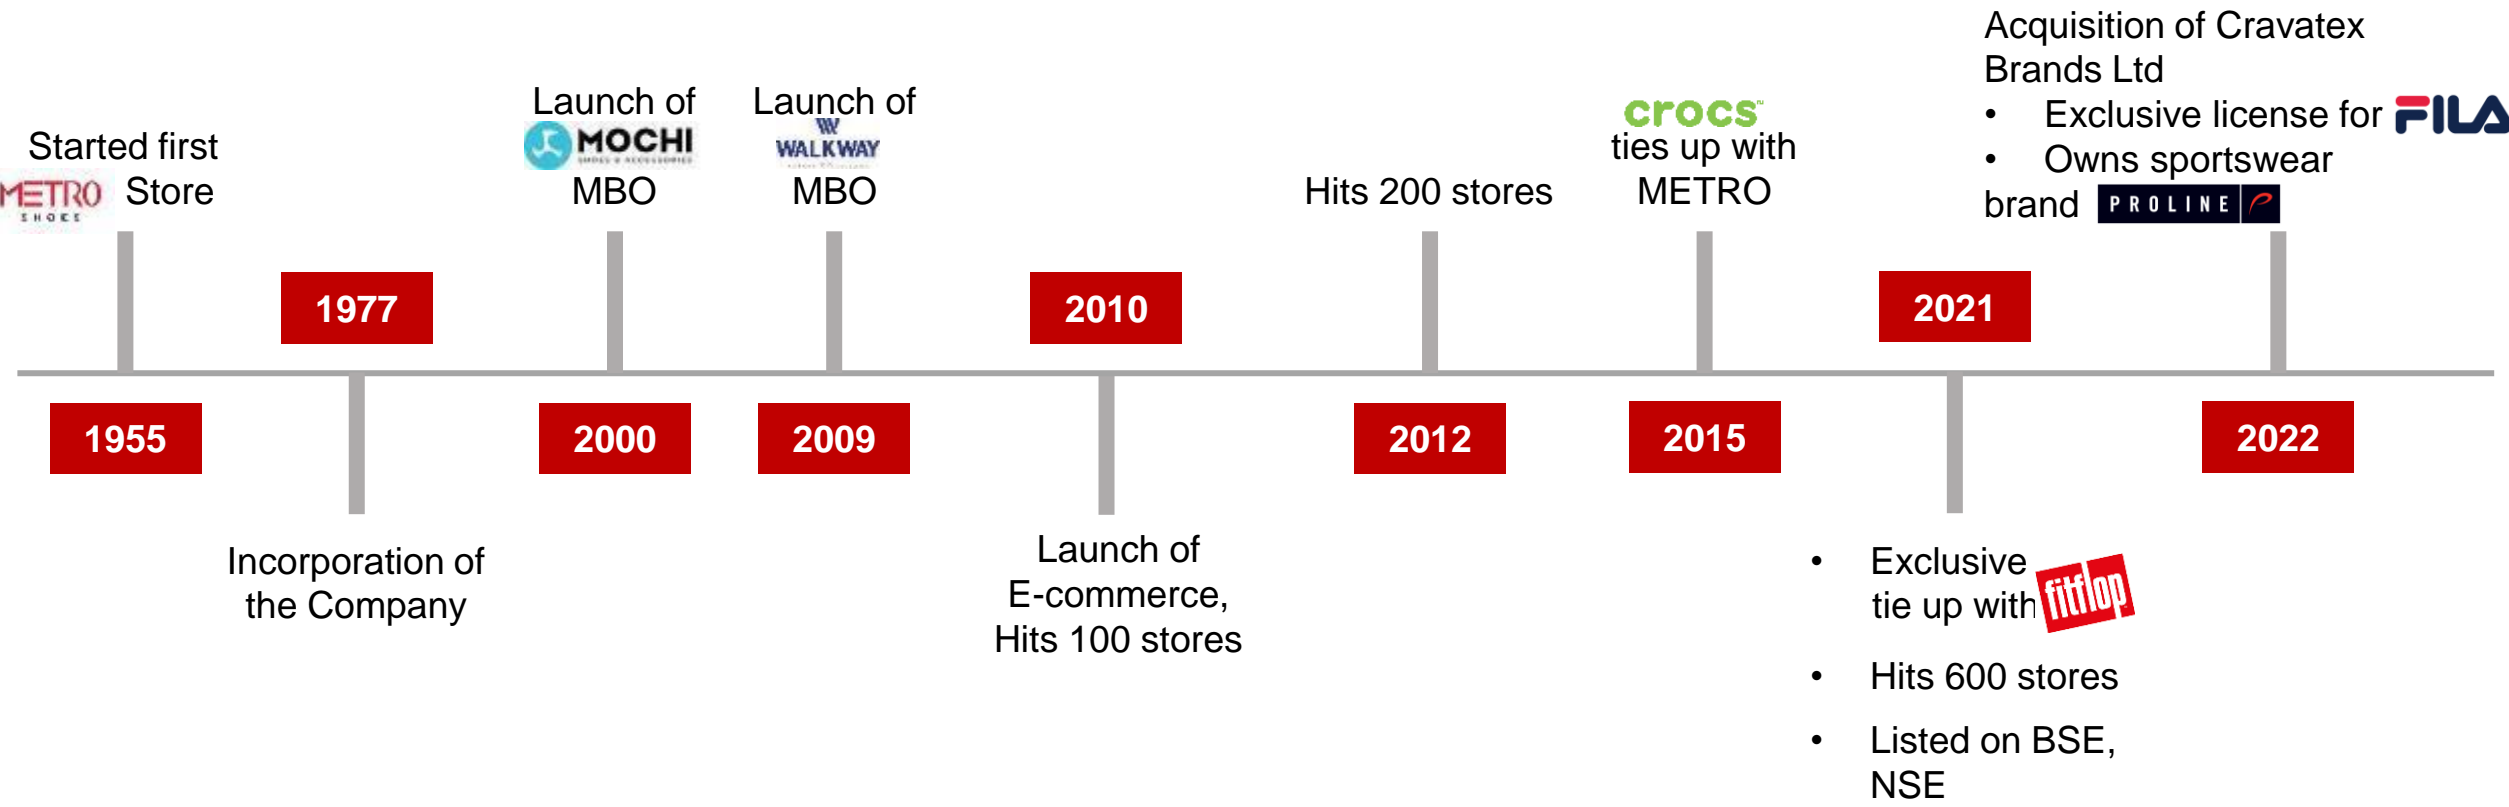 Started first
METRO Store
SHOES
1955
1977
Incorporation of
the Company
Launch of
MOCHI
SHOES & ACCESSORIES
MBO
2000
Launch of
WALKWAY
MBO
2009
2010
Launch of
E-commerce,
Hits 100 stores
Hits 200 stores
2012
crocs™
ties up with
METRO
2015
2021
• Exclusive
tie up with fitflop
• Hits 600 stores
• Listed on BSE,
NSE
Acquisition of Cravatex
Brands Ltd
• Exclusive license for FILA
• Owns sportswear
brand PROLINE
2022